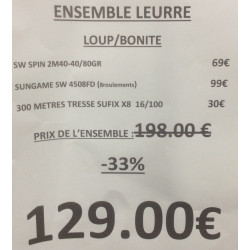 ENSEMBLE LEURRE
LOUP/BONITE
SW SPIN 2M40-40/80GR 69€
SUNGAME SW 4508FD (Broulements) 99€
300 METRES TRESSE SUFIX X8 16/100 30€
PRIX DE L'ENSEMBLE : 198.00€
-33%
129.00€